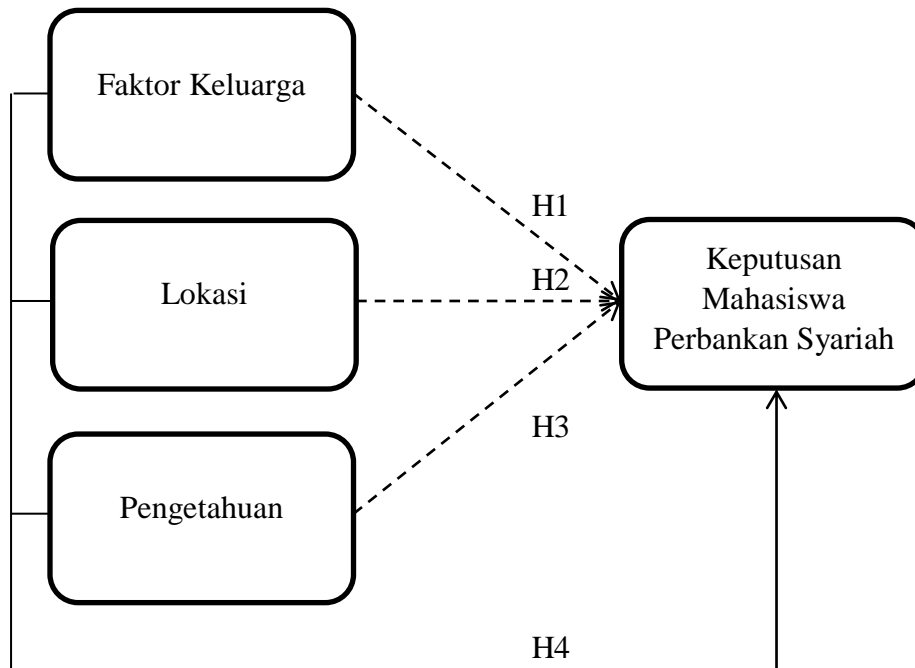 Faktor Keluarga
H1
Lokasi
H2
Keputusan
Mahasiswa
Perbankan Syariah
H3
Pengetahuan
H4